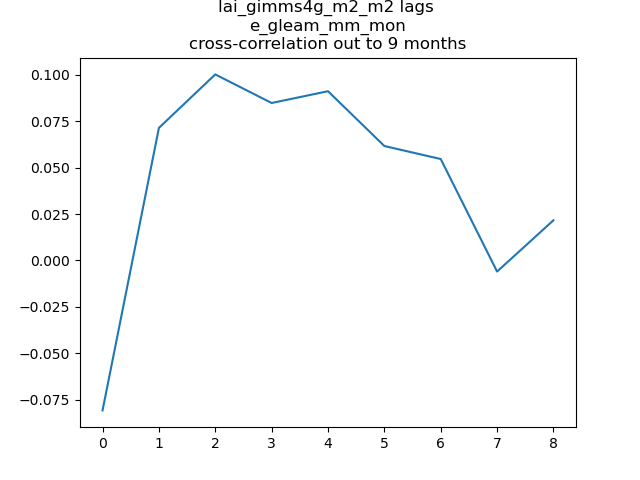 lai_gimms4g_m2_m2 lags
e_gleam_mm_mon
cross-correlation out to 9 months
0.100
0.075
0.050
0.025
0.000
−0.025
−0.050
−0.075
0 1 2 3 4 5 6 7 8